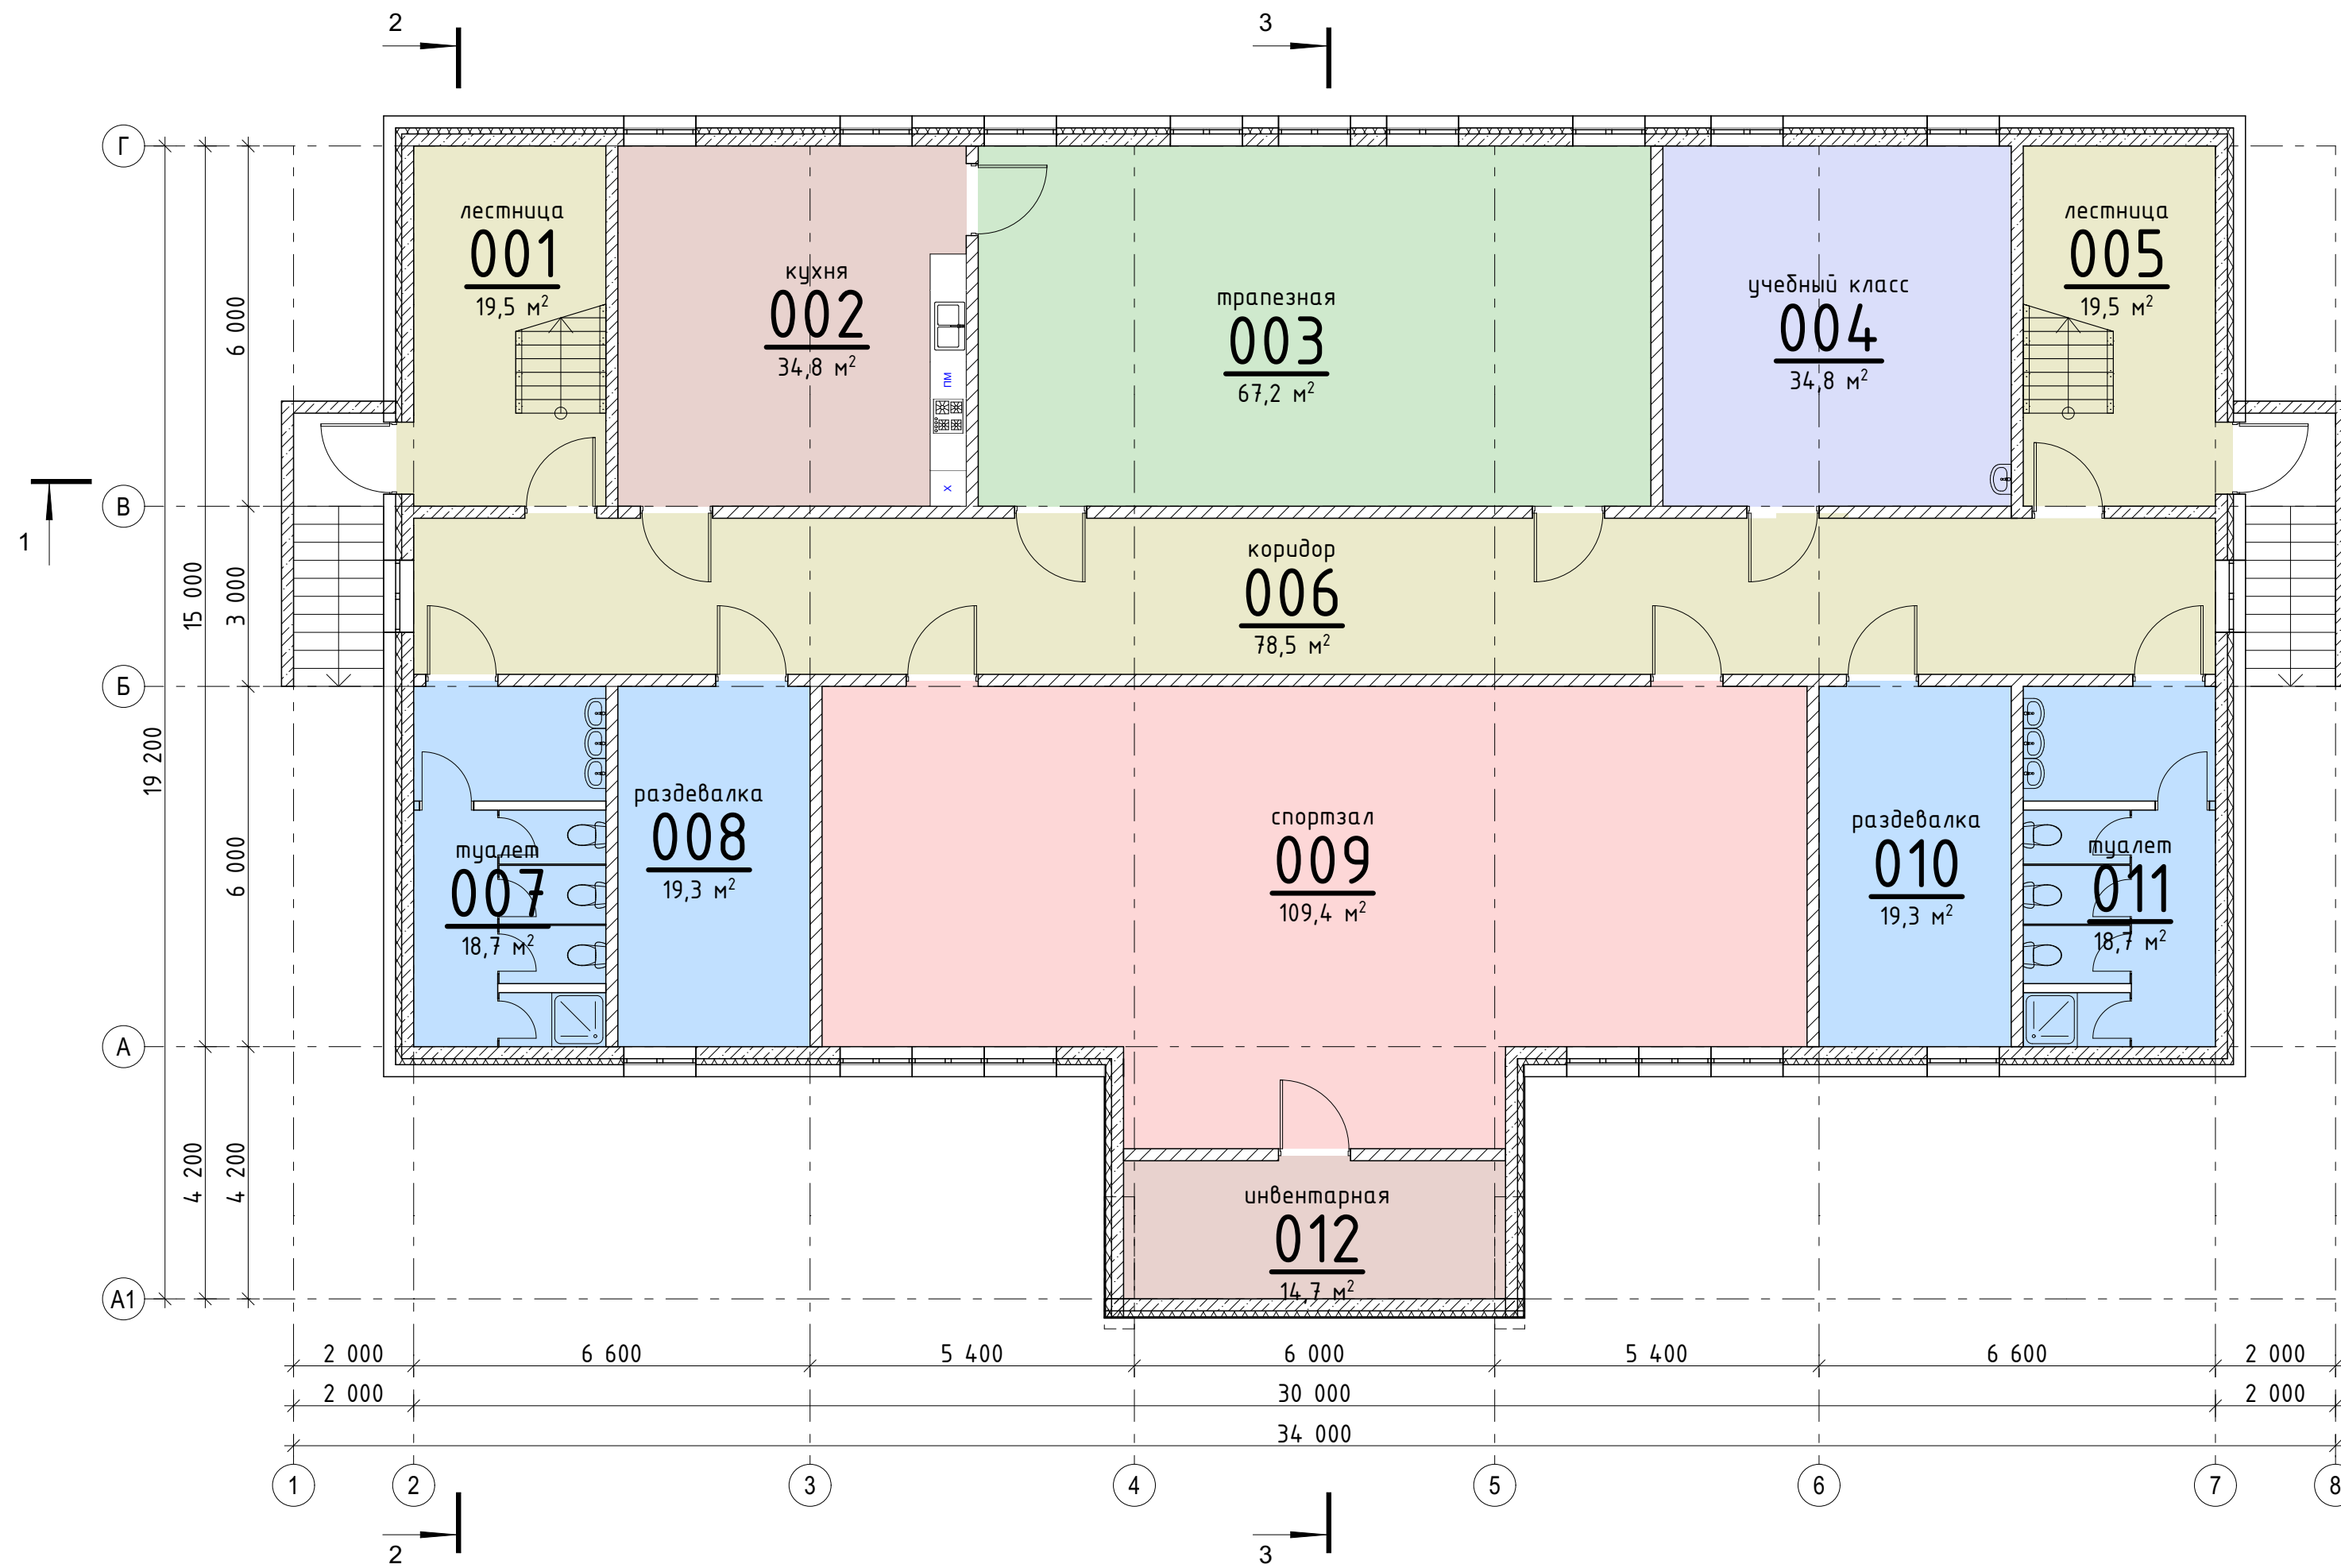 2
3
Г
лестница
001
19,5 м²
кухня
002
34,8 м²
ПМ
Х
трапезная
003
67,2 м²
учебный класс
004
34,8 м²
лестница
005
19,5 м²
6 000
В
1
коридор
006
78,5 м²
15 000
3 000
Б
19 200
6 000
туалет
007
18,7 м²
раздевалка
008
19,3 м²
спортзал
009
109,4 м²
раздевалка
010
19,3 м²
туалет
011
18,7 м²
А
4 200
4 200
инвентарная
012
14,7 м²
А1
2 000
6 600
5 400
6 000
5 400
6 600
2 000
2 000
30 000
2 000
34 000
1
2
3
4
5
6
7
8
2
3